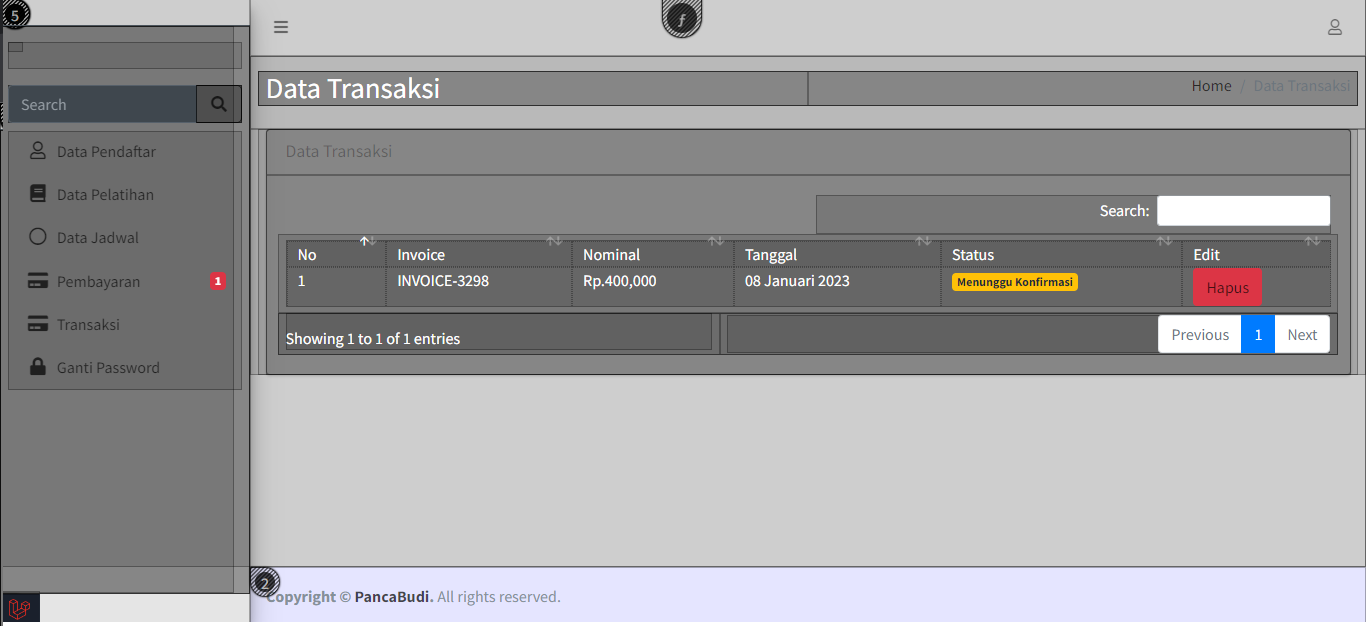 5
f
Data Transaksi
Home / Data Transaksi
Search
Data Pendaftar
Data Pelatihan
Data Jadwal
Pembayaran 1
Transaksi
Ganti Password
Data Transaksi
Search:
No Invoice Nominal Tanggal Status Edit
1 INVOICE-3298 Rp.400,000 08 Januari 2023 Menunggu Konfirmasi Hapus
Showing 1 to 1 of 1 entries
Previous 1 Next
2
Copyright © PancaBudi. All rights reserved.